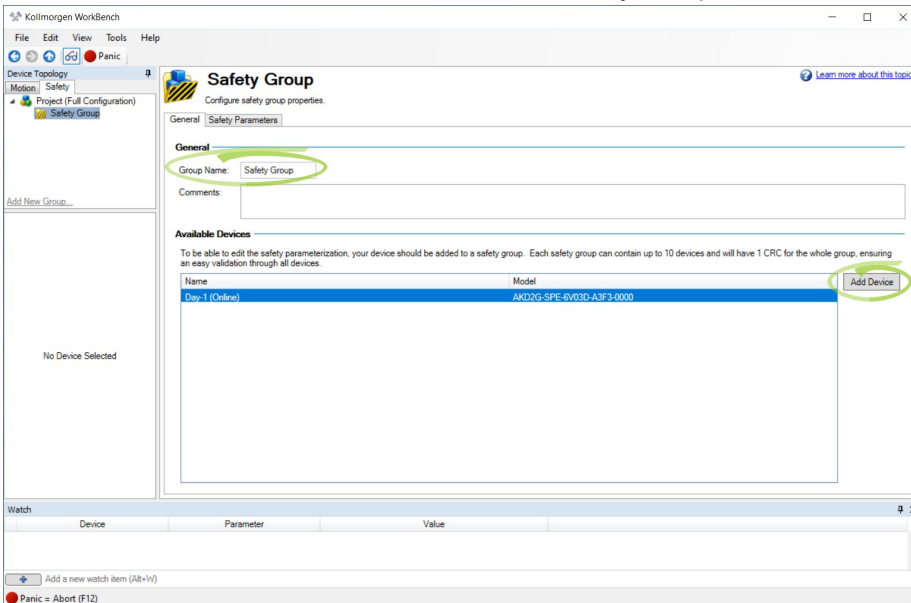 Kollmorgen WorkBench
File Edit View Tools Help
Panic
Device Topology
Motion Safety
Project (Full Configuration)
Safety Group
Add New Group...
No Device Selected
Safety Group
Learn more about this topic
Configure safety group properties.
General Safety Parameters
General
Group Name: Safety Group
Comments:
Available Devices
To be able to edit the safety parameterization, your device should be added to a safety group. Each safety group can contain up to 10 devices and will have 1 CRC for the whole group, ensuring
an easy validation through all devices.
Name Model
Add Device
Day-1 (Online) AKD2G-SPE-6V03D-A3F3-0000
Watch
Device Parameter Value
Add a new watch item (Alt+W)
Panic = Abort (F12)